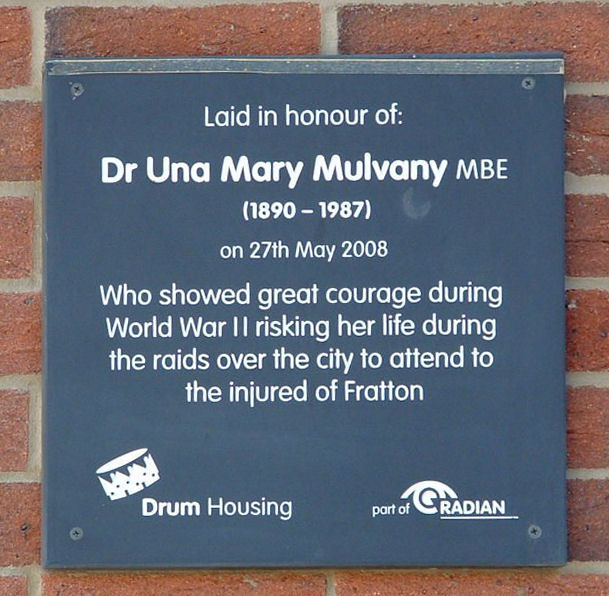 Laid in honour of:
Dr Una Mary Mulvany MBE
(1890 – 1987)
on 27th May 2008
Who showed great courage during
World War II risking her life during
the raids over the city to attend to
the injured of Fratton
Drum Housing
part of RADIAN